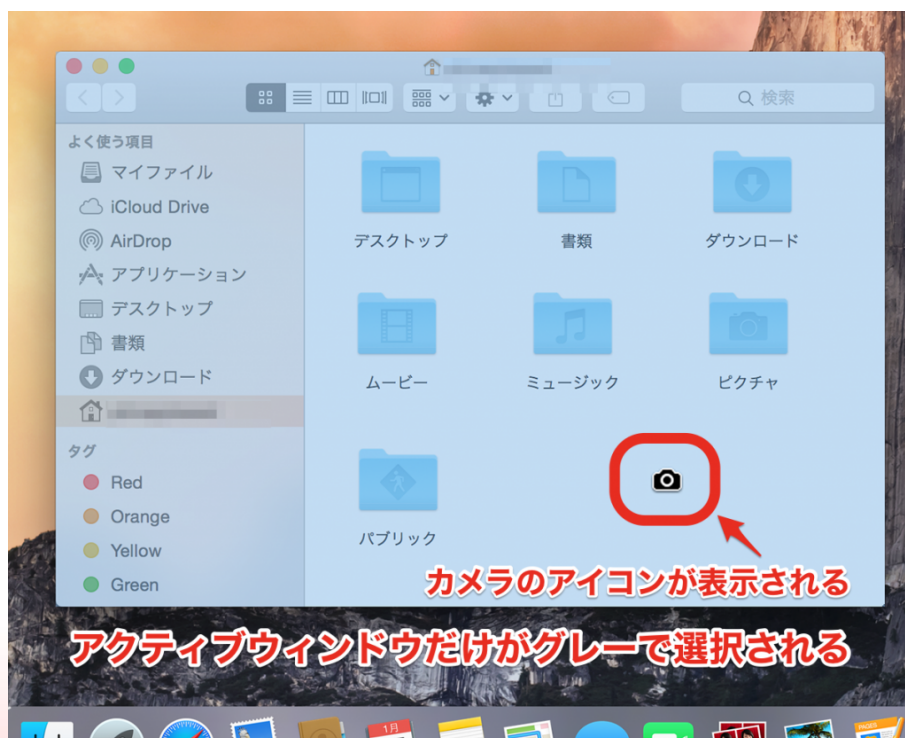 検索
よく使う項目
マイファイル
iCloud Drive
AirDrop
アプリケーション
デスクトップ
書類
ダウンロード
タグ
Red
Orange
Yellow
Green
デスクトップ
書類
ダウンロード
ムービー
ミュージック
ピクチャ
パブリック
カメラのアイコンが表示される
アクティブウィンドウだけがグレーで選択される
1月
PAGES